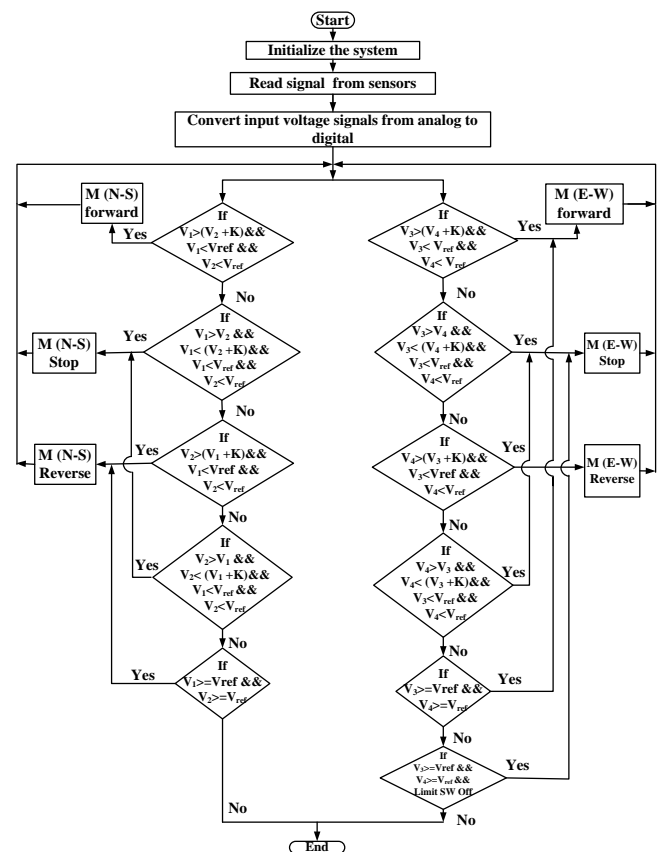 Start
Initialize the system
Read signal from sensors
Convert input voltage signals from analog to
digital
M (N-S)
forward
Yes
If
V₁>(V₂ +K)&&
V₁<Vref &&
V₂<Vref
No
If
V₁>V₂ &&
V₁< (V₂ +K)&&
V₁<Vref &&
V₂<Vref
Yes
M (N-S)
Stop
No
If
V₂>(V₁ +K)&&
V₁<Vref &&
V₂<Vref
Yes
M (N-S)
Reverse
No
If
V₂>V₁ &&
V₂< (V₁ +K)&&
V₁<Vref &&
V₂<Vref
Yes
No
If
V₁>=Vref &&
V₂>=Vref
Yes
No
If
V₃>(V₄ +K)&&
V₃< Vref &&
V₄< Vref
Yes
M (E-W)
forward
No
If
V₃>V₄ &&
V₃< (V₄ +K)&&
V₃<Vref &&
V₄<Vref
Yes
M (E-W)
Stop
No
If
V₄>(V₃ +K)&&
V₃<Vref &&
V₄<Vref
Yes
M (E-W)
Reverse
No
If
V₄>V₃ &&
V₄< (V₃ +K)&&
V₃<Vref &&
V₄<Vref
Yes
No
If
V₃>=Vref &&
V₄>=Vref
Yes
No
If
V₃>=Vref &&
V₄>=Vref &&
Limit SW Off
Yes
No
End